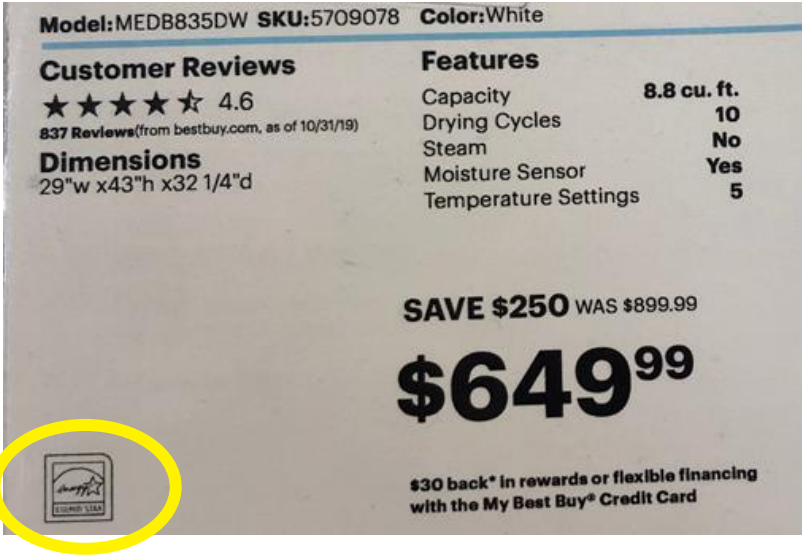 Model:MEDB835DW SKU:5709078 Color:White
Customer Reviews
4.6
837 Reviews(from bestbuy.com, as of 10/31/19)
Dimensions
29"w x43"h x32 1/4"d
Features
Capacity 8.8 cu. ft.
Drying Cycles 10
Steam No
Moisture Sensor Yes
Temperature Settings 5
SAVE $250 WAS $899.99
$64999
$30 back* in rewards or flexible financing
with the My Best Buy® Credit Card
energy
ENERGY STAR